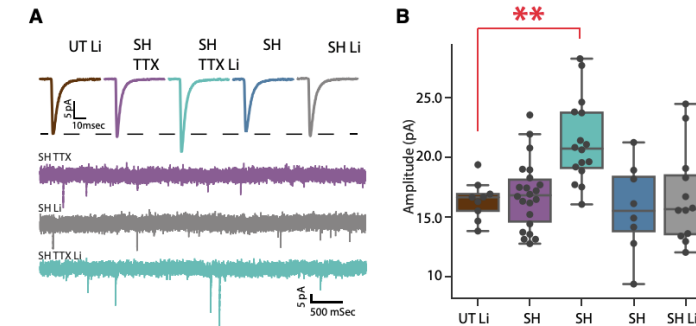 A
UT Li
SH
TTX
SH
TTX Li
SH
SH Li
5 pA
10msec
SH TTX
SH Li
SH TTX Li
5 pA
500 mSec
B
**
Amplitude (pA)
25.0
20.0
15.0
10
UT Li
SH
SH
SH
SH Li